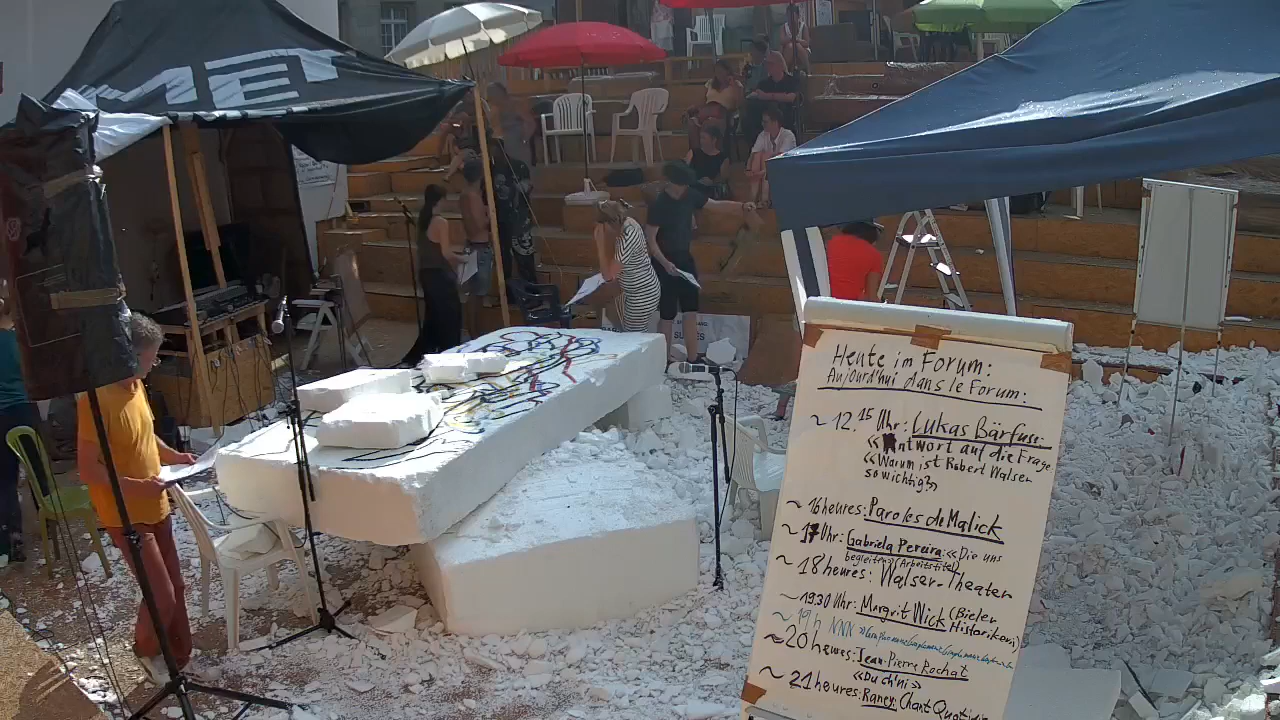 Heute im Forum:
Aujourd'hui dans le Forum:
~ 12.15 Uhr: Lukas Bärfuss:
«Antwort auf die Frage
«Warum ist Robert Walser
so wichtig?»
~ 16 heures: Paroles de Malick
~ 17 Uhr: Gabriela Pereira: «Die uns
begleiten» (Arbeitstitel)
~ 18 heures: Walser-Theater
~ 19.30 Uhr: Margrit Wick (Bieler
Historikerin)
~ 19h NNN
~ 20 heures: Jean-Pierre Rochat
«Du ch'ni»
~ 21 heures: Raney: Chant Quotidie